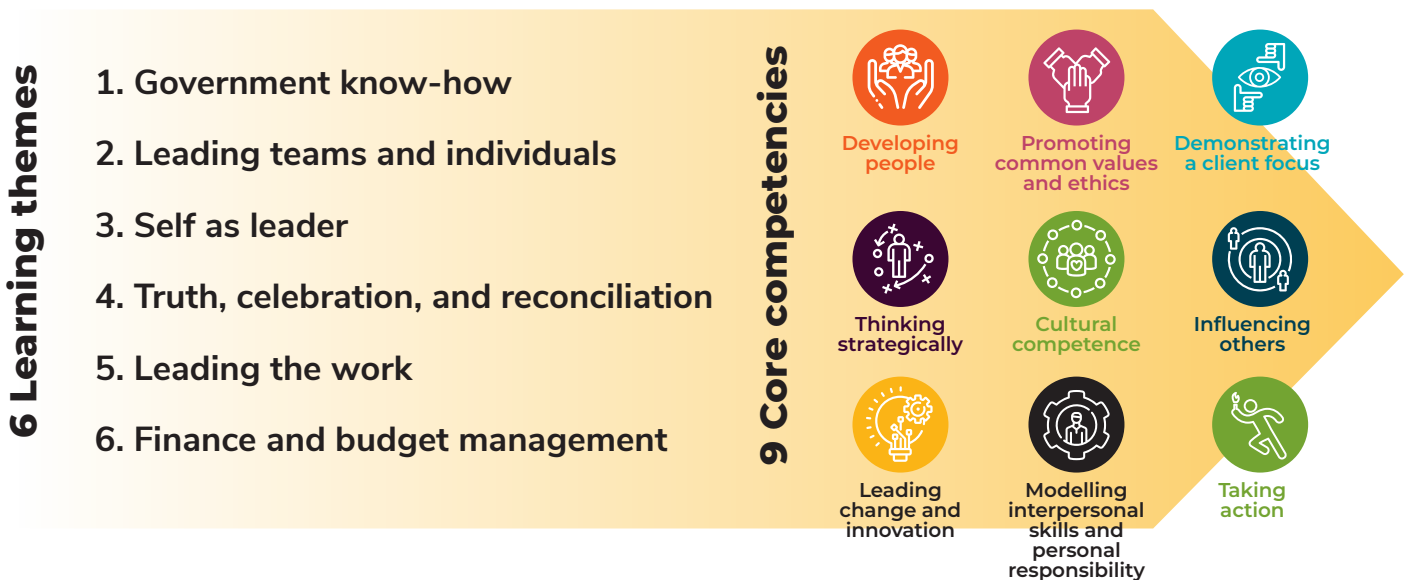 6 Learning themes
1. Government know-how
2. Leading teams and individuals
3. Self as leader
4. Truth, celebration, and reconciliation
5. Leading the work
6. Finance and budget management
9 Core competencies
Developing
people
Promoting
common values
and ethics
Demonstrating
a client focus
Thinking
strategically
Cultural
competence
Influencing
others
Leading
change and
innovation
Modelling
interpersonal
skills and
personal
responsibility
Taking
action